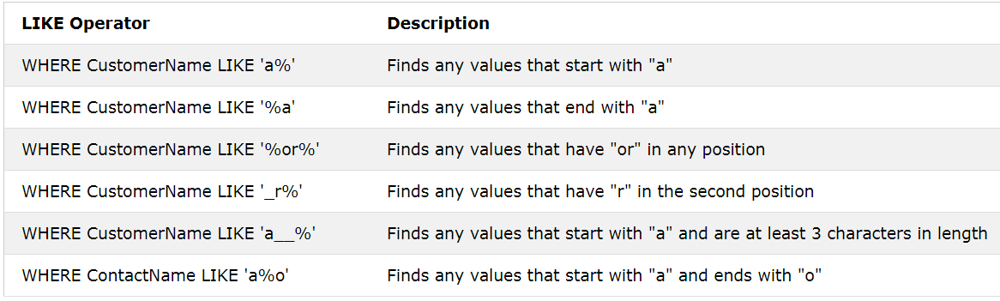 LIKE Operator Description
WHERE CustomerName LIKE 'a%' Finds any values that start with "a"
WHERE CustomerName LIKE '%a' Finds any values that end with "a"
WHERE CustomerName LIKE '%or%' Finds any values that have "or" in any position
WHERE CustomerName LIKE '_r%' Finds any values that have "r" in the second position
WHERE CustomerName LIKE 'a__%' Finds any values that start with "a" and are at least 3 characters in length
WHERE ContactName LIKE 'a%o' Finds any values that start with "a" and ends with "o"